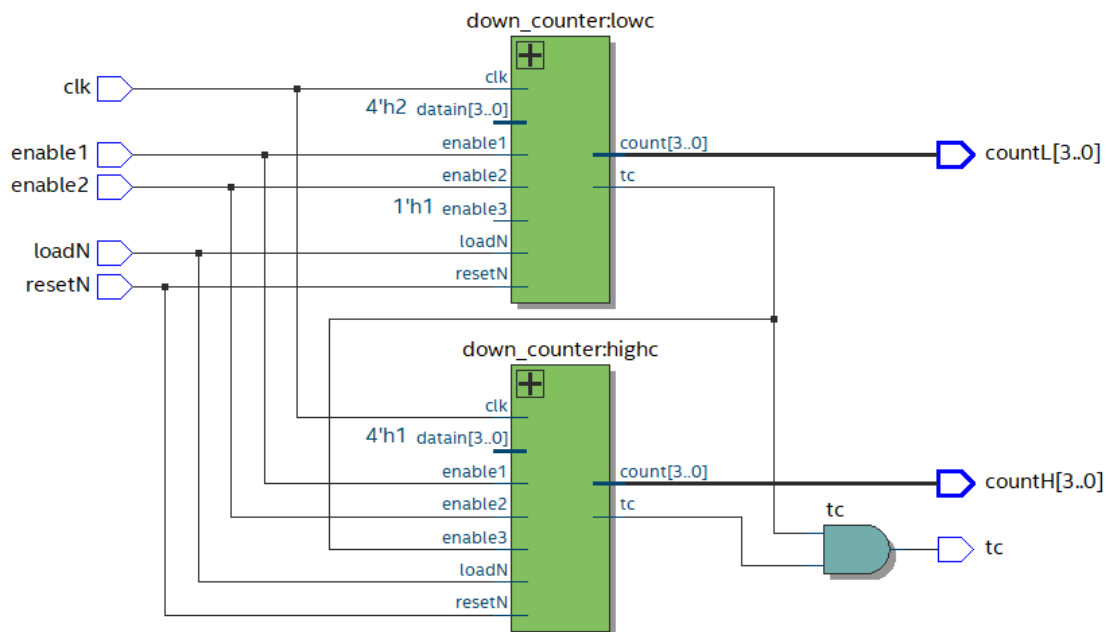 down_counter:lowc
clk
clk
4'h2 datain[3..0]
enable1
enable1
count[3..0]
countL[3..0]
enable2
enable2
tc
1'h1 enable3
loadN
loadN
resetN
resetN
down_counter:highc
clk
4'h1 datain[3..0]
enable1
count[3..0]
countH[3..0]
enable2
tc
tc
enable3
tc
loadN
resetN